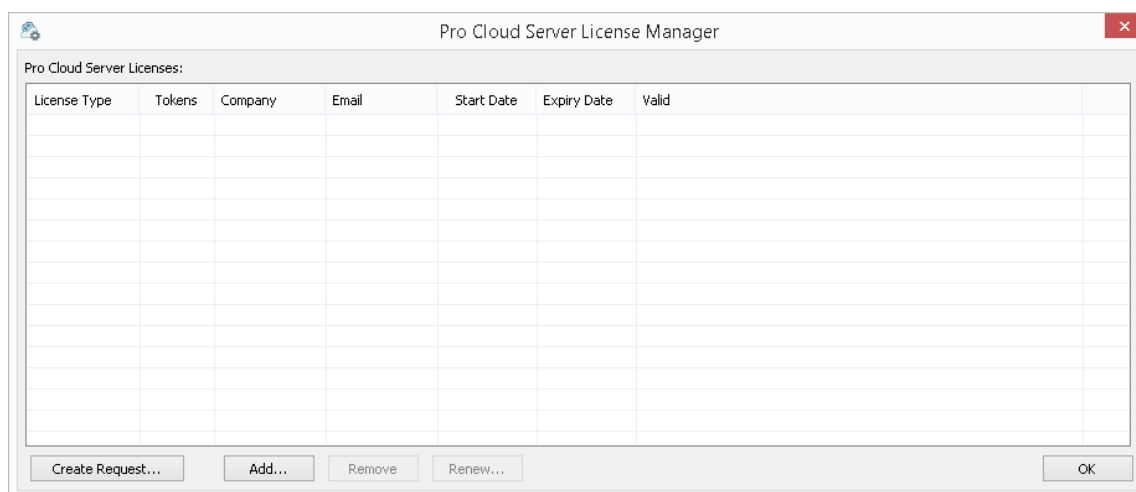 Pro Cloud Server License Manager
Pro Cloud Server Licenses:
License Type Tokens Company Email Start Date Expiry Date Valid
Create Request... Add... Remove Renew... OK